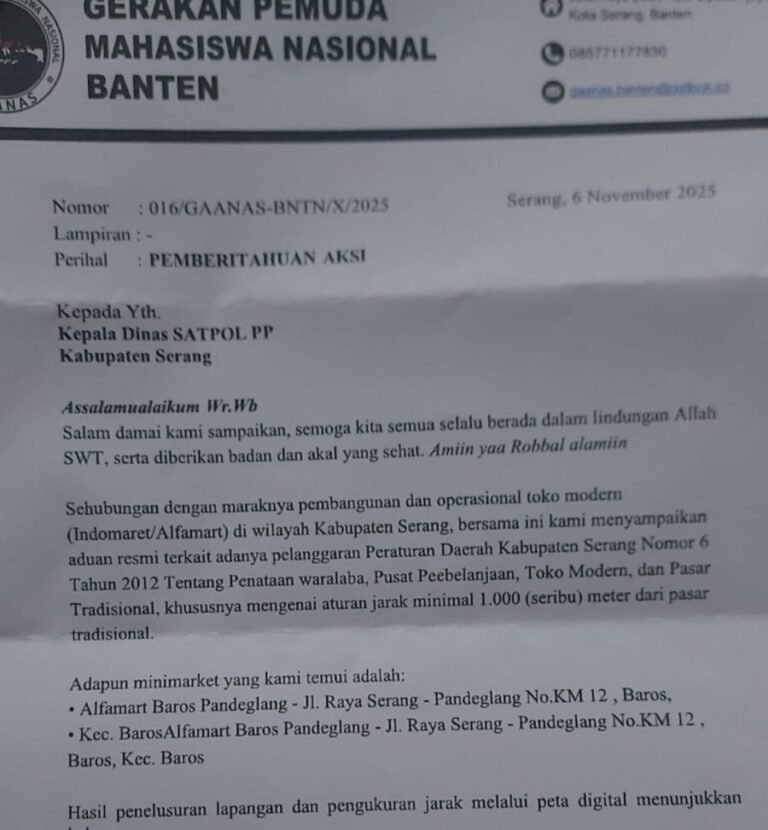 GERAKAN PEMUDA
MAHASISWA NASIONAL
BANTEN
Kota Serang, Banten
085771177830
gaanas.banten@outlook.co
Nomor : 016/GAANAS-BNTN/X/2025
Serang, 6 November 2025
Lampiran : -
Perihal : PEMBERITAHUAN AKSI
Kepada Yth.
Kepala Dinas SATPOL PP
Kabupaten Serang
Assalamualaikum Wr.Wb
Salam damai kami sampaikan, semoga kita semua selalu berada dalam lindungan Allah
SWT, serta diberikan badan dan akal yang sehat. Amiin yaa Robbal alamiin
Sehubungan dengan maraknya pembangunan dan operasional toko modern
(Indomaret/Alfamart) di wilayah Kabupaten Serang, bersama ini kami menyampaikan
aduan resmi terkait adanya pelanggaran Peraturan Daerah Kabupaten Serang Nomor 6
Tahun 2012 Tentang Penataan waralaba, Pusat Peebelanjaan, Toko Modern, dan Pasar
Tradisional, khususnya mengenai aturan jarak minimal 1.000 (seribu) meter dari pasar
tradisional.
Adapun minimarket yang kami temui adalah:
• Alfamart Baros Pandeglang - Jl. Raya Serang - Pandeglang No.KM 12 , Baros,
• Kec. BarosAlfamart Baros Pandeglang - Jl. Raya Serang - Pandeglang No.KM 12 ,
Baros, Kec. Baros
Hasil penelusuran lapangan dan pengukuran jarak melalui peta digital menunjukkan